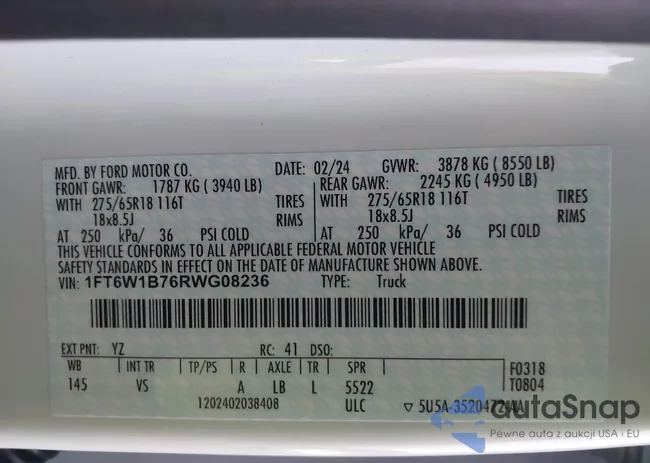 MFD. BY FORD MOTOR CO. DATE: 02/24 GVWR: 3878 KG ( 8550 LB)
FRONT GAWR: 1787 KG ( 3940 LB) REAR GAWR: 2245 KG ( 4950 LB)
WITH 275/65R18 116T TIRES WITH 275/65R18 116T TIRES
18x8.5J RIMS 18x8.5J RIMS
AT 250 kPa/ 36 PSI COLD AT 250 kPa/ 36 PSI COLD
THIS VEHICLE CONFORMS TO ALL APPLICABLE FEDERAL MOTOR VEHICLE
SAFETY STANDARDS IN EFFECT ON THE DATE OF MANUFACTURE SHOWN ABOVE.
VIN: 1FT6W1B76RWG08236 TYPE: Truck
EXT PNT: YZ RC: 41 DSO:
WB INT TR TP/PS R AXLE TR SPR F0318
145 VS A LB L 5522 T0804
1202402038408 ULC ▽ 5U5A-3520472-AA
autoSnap
Pewne auta z aukcji USA i EU